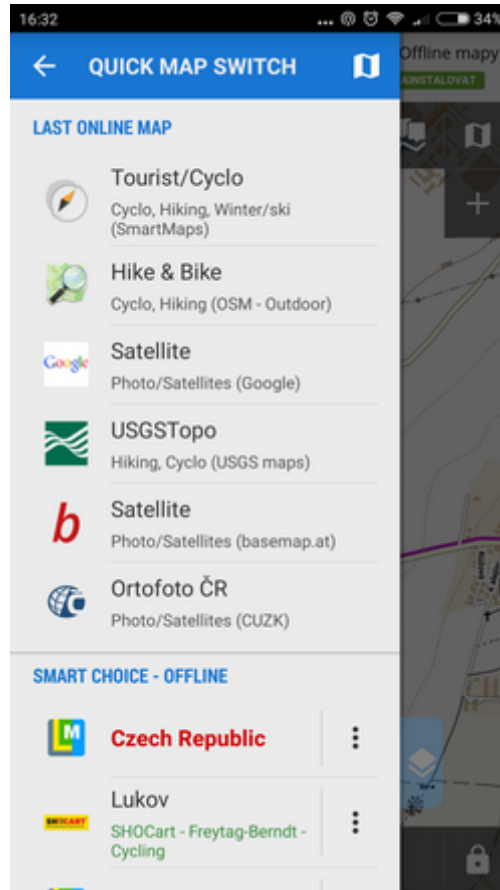 16:32
34%
QUICK MAP SWITCH
Offline mapy
AINSTALOVAT
LAST ONLINE MAP
Tourist/Cyclo
Cyclo, Hiking, Winter/ski
(SmartMaps)
Hike & Bike
Cyclo, Hiking (OSM - Outdoor)
Google
Satellite
Photo/Satellites (Google)
USGSTopo
Hiking, Cyclo (USGS maps)
b
Satellite
Photo/Satellites (basemap.at)
Ortofoto ČR
Photo/Satellites (CUZK)
SMART CHOICE - OFFLINE
LM
Czech Republic
SHOCART
Lukov
SHOCart - Freytag-Berndt -
Cycling